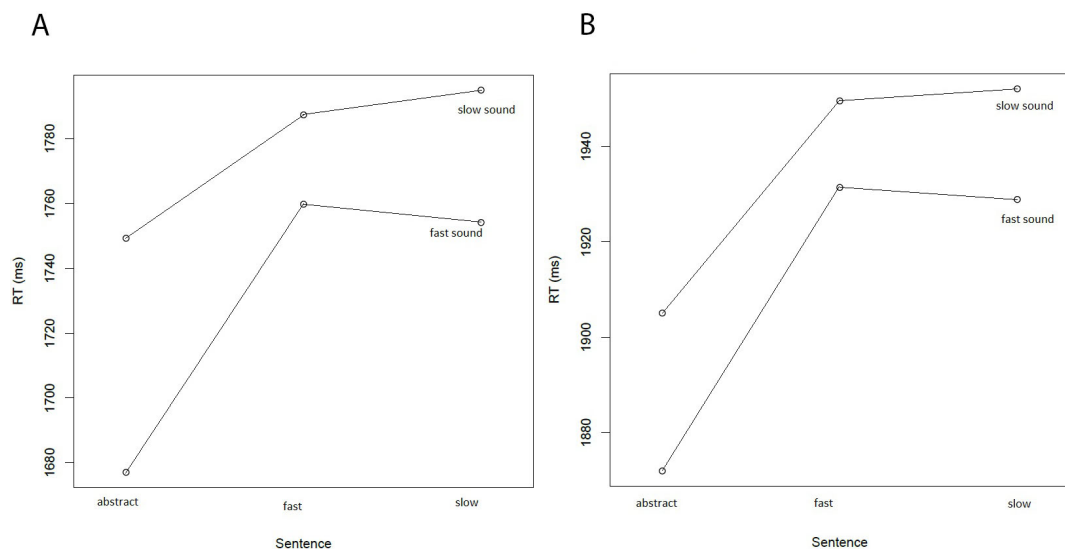 A
RT (ms)
1780
1760
1740
1720
1700
1680
slow sound
fast sound
abstract
fast
slow
Sentence
B
RT (ms)
1940
1920
1900
1880
slow sound
fast sound
abstract
fast
slow
Sentence